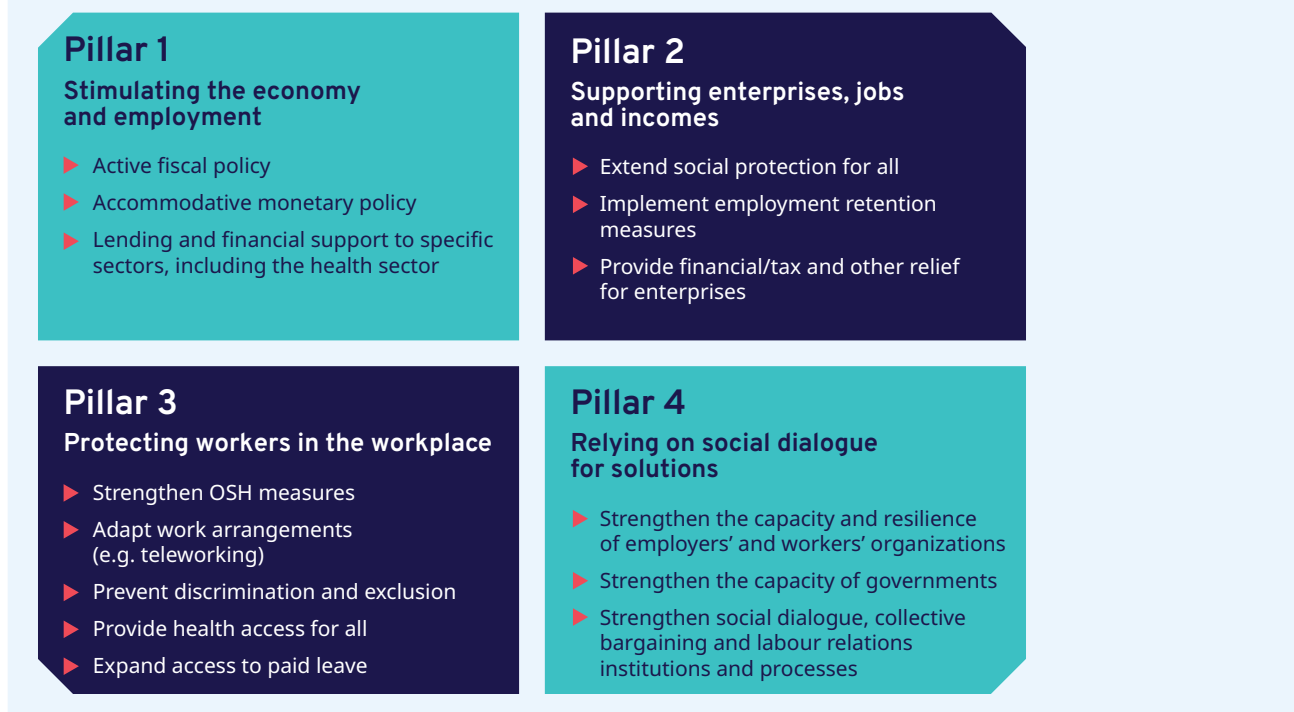 Pillar 1
Stimulating the economy
and employment
Active fiscal policy
Accommodative monetary policy
Lending and financial support to specific
sectors, including the health sector
Pillar 2
Supporting enterprises, jobs
and incomes
Extend social protection for all
Implement employment retention
measures
Provide financial/tax and other relief
for enterprises
Pillar 3
Protecting workers in the workplace
Strengthen OSH measures
Adapt work arrangements
(e.g. teleworking)
Prevent discrimination and exclusion
Provide health access for all
Expand access to paid leave
Pillar 4
Relying on social dialogue
for solutions
Strengthen the capacity and resilience
of employers’ and workers’ organizations
Strengthen the capacity of governments
Strengthen social dialogue, collective
bargaining and labour relations
institutions and processes